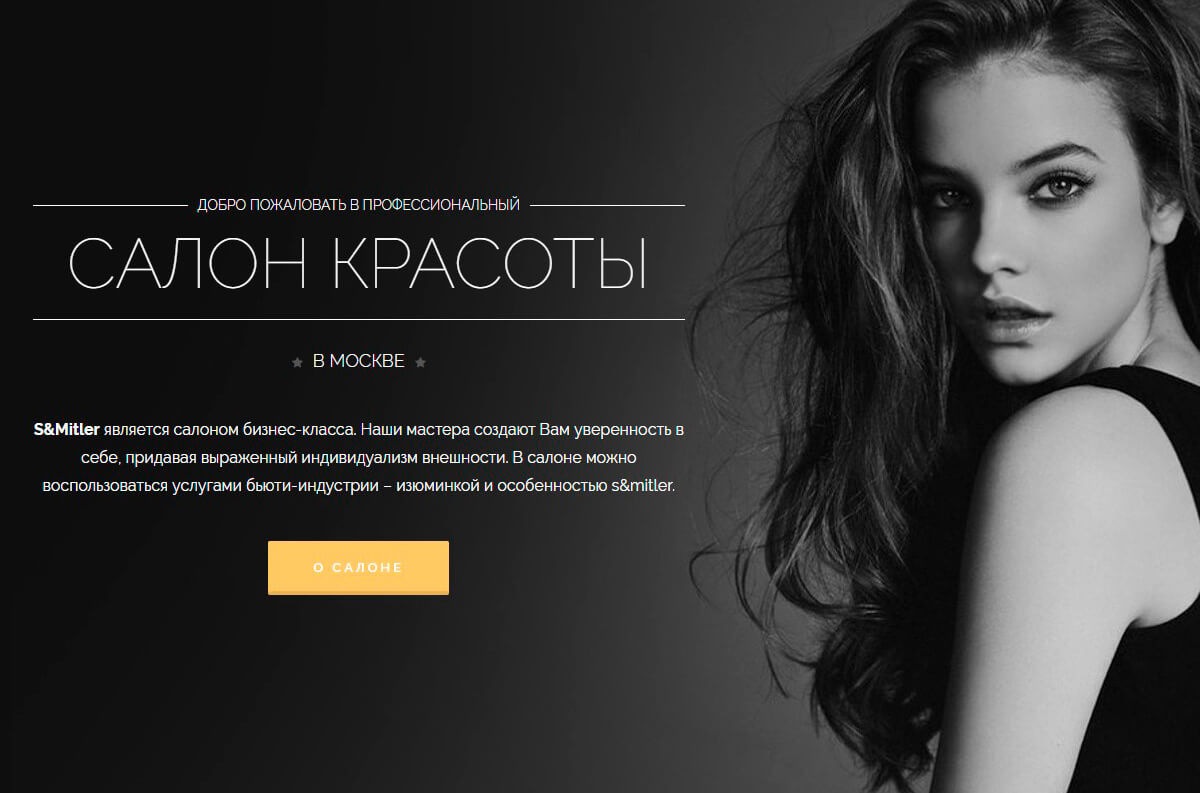 ДОБРО ПОЖАЛОВАТЬ В ПРОФЕССИОНАЛЬНЫЙ
САЛОН КРАСОТЫ
В МОСКВЕ
S&Mitler является салоном бизнес-класса. Наши мастера создают Вам уверенность в
себе, придавая выраженный индивидуализм внешности. В салоне можно
воспользоваться услугами бьюти-индустрии – изюминкой и особенностью s&mitler.
О САЛОНЕ